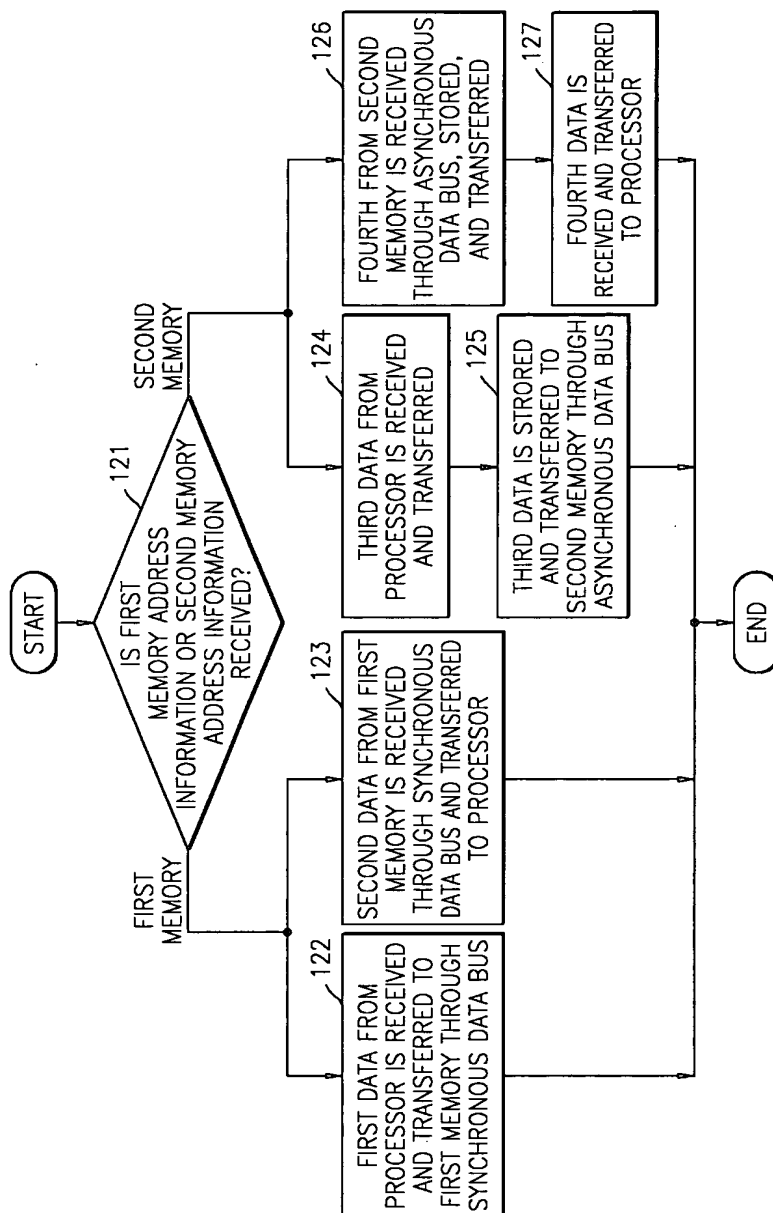 START
121
IS FIRST
MEMORY ADDRESS
INFORMATION OR SECOND MEMORY
ADDRESS INFORMATION
RECEIVED?
FIRST
MEMORY
SECOND
MEMORY
122
FIRST DATA FROM
PROCESSOR IS RECEIVED
AND TRANSFERRED TO
FIRST MEMORY THROUGH
SYNCHRONOUS DATA BUS
123
SECOND DATA FROM FIRST
MEMORY IS RECEIVED
THROUGH SYNCHRONOUS
DATA BUS AND TRANSFERRED
TO PROCESSOR
124
THIRD DATA FROM
PROCESSOR IS RECEIVED
AND TRANSFERRED
125
THIRD DATA IS STRORED
AND TRANSFERRED TO
SECOND MEMORY THROUGH
ASYNCHRONOUS DATA BUS
126
FOURTH FROM SECOND
MEMORY IS RECEIVED
THROUGH ASYNCHRONOUS
DATA BUS, STORED,
AND TRANSFERRED
127
FOURTH DATA IS
RECEIVED AND TRANSFERRED
TO PROCESSOR
END